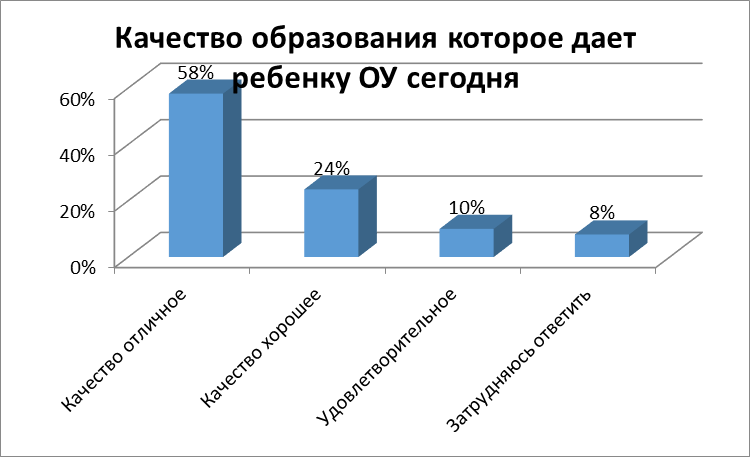 Качество образования которое дает
ребенку ОУ сегодня
58%
24%
10%
8%
60%
40%
20%
0%
Качество отличное
Качество хорошее
Удовлетворительное
Затрудняюсь ответить